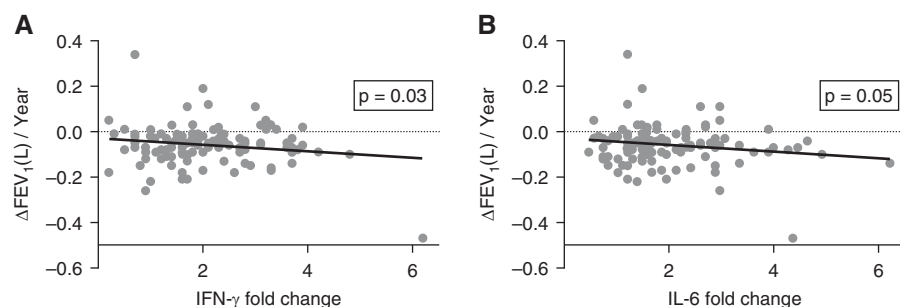 A
0.4
0.2
0.0
−0.2
−0.4
−0.6
ΔFEV₁(L) / Year
p = 0.03
2
4
6
IFN-γ fold change
B
0.4
0.2
0.0
−0.2
−0.4
−0.6
ΔFEV₁(L) / Year
p = 0.05
2
4
6
IL-6 fold change